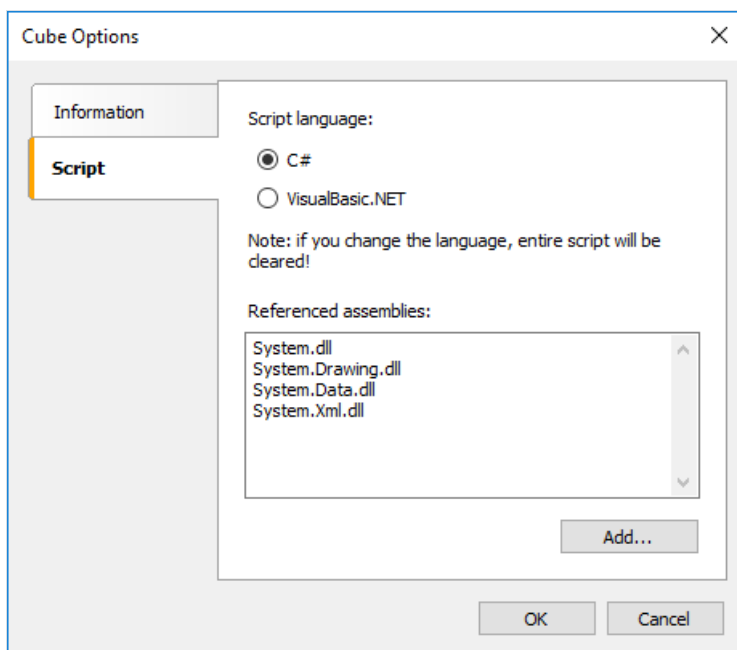 Cube Options
Information
Script
Script language:
C#
VisualBasic.NET
Note: if you change the language, entire script will be
cleared!
Referenced assemblies:
System.dll
System.Drawing.dll
System.Data.dll
System.Xml.dll
Add...
OK
Cancel